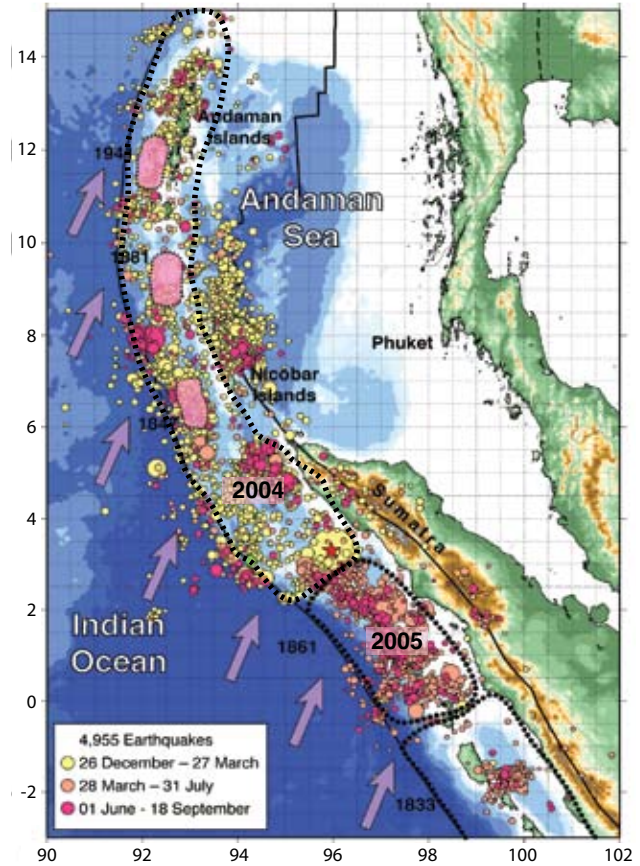 14
12
10
8
6
4
2
0
-2
90
92
94
96
98
100
102
Andaman
Islands
194
Andaman
Sea
1881
Phuket
Nicobar
islands
1847
2004
Sumatra
Indian
Ocean
1861
2005
1833
4,955 Earthquakes
26 December – 27 March
28 March – 31 July
01 June - 18 September